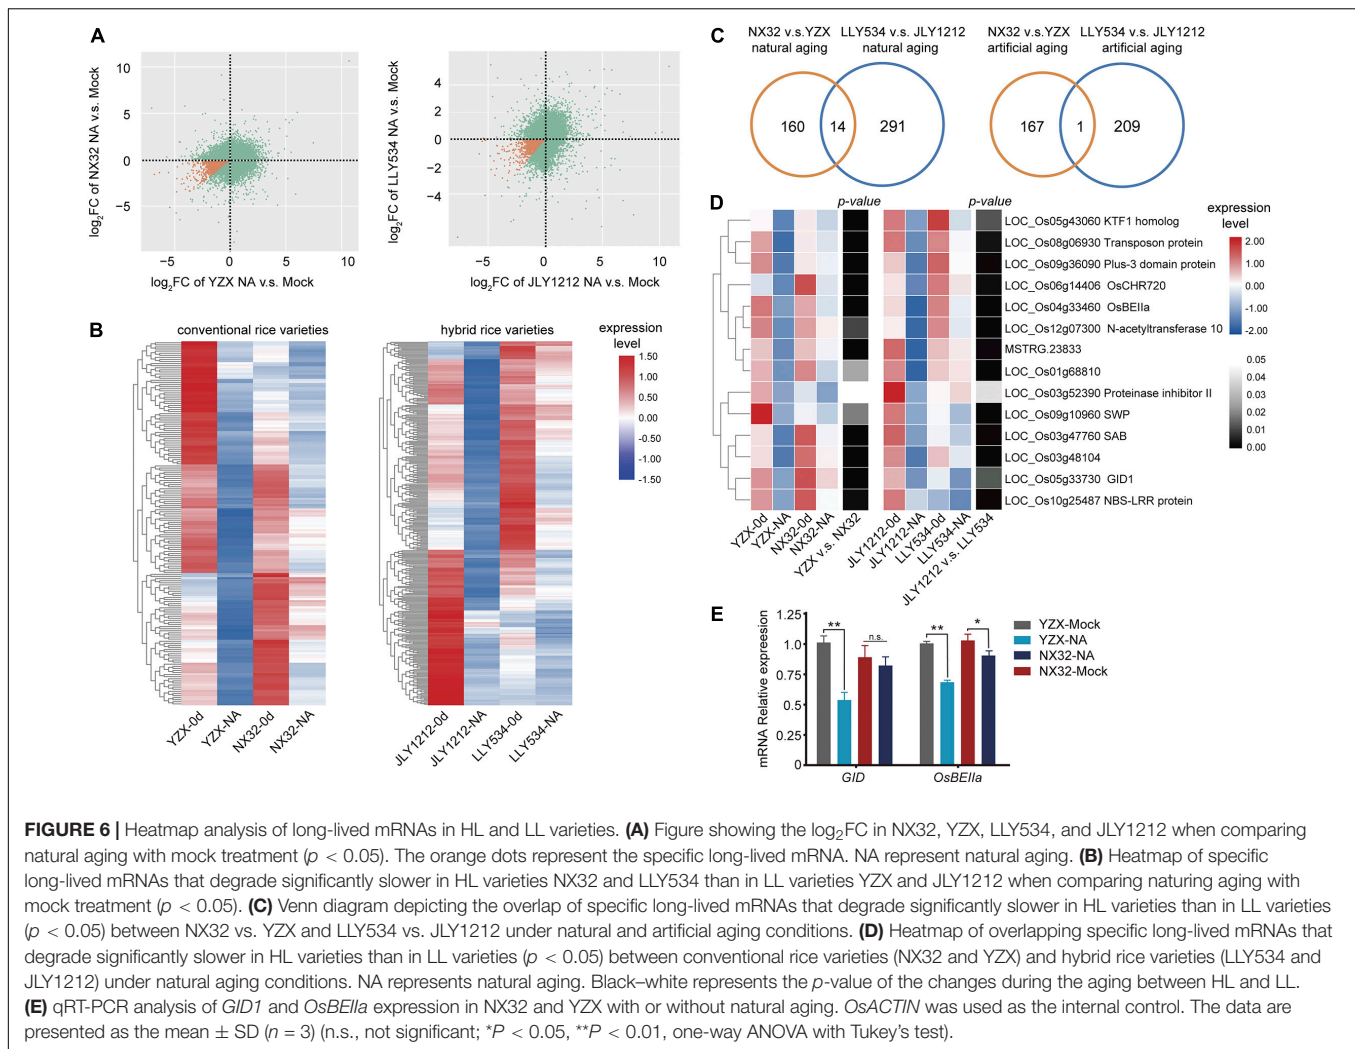 A
10
5
0
−5
−5
0
5
10
log2FC of NX32 NA v.s. Mock
log2FC of YZX NA v.s. Mock
4
2
0
−2
−4
−5
0
5
10
log2FC of LLY534 NA v.s. Mock
log2FC of JLY1212 NA v.s. Mock
B
conventional rice varieties
hybrid rice varieties
expression
level
1.50
1.00
0.50
0.00
-0.50
-1.00
-1.50
YZX-0d
YZX-NA
NX32-0d
NX32-NA
JLY1212-0d
JLY1212-NA
LLY534-0d
LLY534-NA
C
NX32 v.s.YZX
natural aging
LLY534 v.s. JLY1212
natural aging
160
14
291
NX32 v.s.YZX
artificial aging
LLY534 v.s. JLY1212
artificial aging
167
1
209
D
p-value
p-value
LOC_Os05g43060 KTF1 homolog
LOC_Os08g06930 Transposon protein
LOC_Os09g36090 Plus-3 domain protein
LOC_Os06g14406 OsCHR720
LOC_Os04g33460 OsBEIIa
LOC_Os12g07300 N-acetyltransferase 10
MSTRG.23833
LOC_Os01g68810
LOC_Os03g52390 Proteinase inhibitor II
LOC_Os09g10960 SWP
LOC_Os03g47760 SAB
LOC_Os03g48104
LOC_Os05g33730 GID1
LOC_Os10g25487 NBS-LRR protein
YZX-0d
YZX-NA
NX32-0d
NX32-NA
YZX v.s. NX32
JLY1212-0d
JLY1212-NA
LLY534-0d
LLY534-NA
JLY1212 v.s. LLY534
expression
level
2.00
1.00
0.00
-1.00
-2.00
0.05
0.04
0.03
0.02
0.01
0.00
E
mRNA Relative expression
1.25
1.0
0.75
0.5
0.25
0
**
n.s.
**
*
GID
OsBEIIa
YZX-Mock
YZX-NA
NX32-NA
NX32-Mock
FIGURE 6 | Heatmap analysis of long-lived mRNAs in HL and LL varieties. (A) Figure showing the log2FC in NX32, YZX, LLY534, and JLY1212 when comparing
natural aging with mock treatment (p < 0.05). The orange dots represent the specific long-lived mRNA. NA represent natural aging. (B) Heatmap of specific
long-lived mRNAs that degrade significantly slower in HL varieties NX32 and LLY534 than in LL varieties YZX and JLY1212 when comparing naturing aging with
mock treatment (p < 0.05). (C) Venn diagram depicting the overlap of specific long-lived mRNAs that degrade significantly slower in HL varieties than in LL varieties
(p < 0.05) between NX32 vs. YZX and LLY534 vs. JLY1212 under natural and artificial aging conditions. (D) Heatmap of overlapping specific long-lived mRNAs that
degrade significantly slower in HL varieties than in LL varieties (p < 0.05) between conventional rice varieties (NX32 and YZX) and hybrid rice varieties (LLY534 and
JLY1212) under natural aging conditions. NA represents natural aging. Black–white represents the p-value of the changes during the aging between HL and LL.
(E) qRT-PCR analysis of GID1 and OsBEIIa expression in NX32 and YZX with or without natural aging. OsACTIN was used as the internal control. The data are
presented as the mean ± SD (n = 3) (n.s., not significant; *P < 0.05, **P < 0.01, one-way ANOVA with Tukey's test).